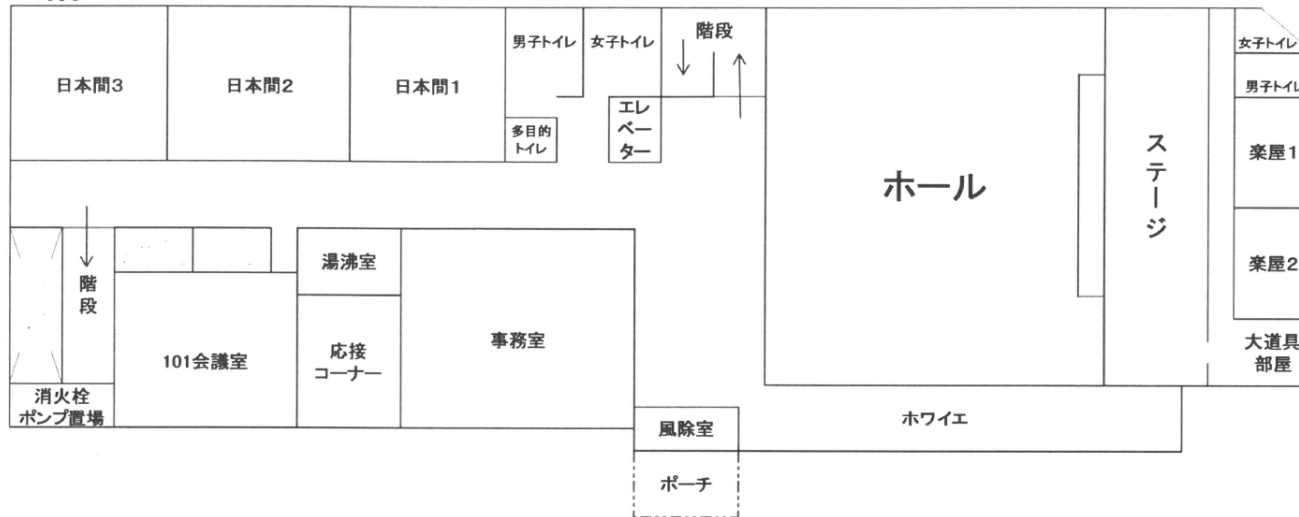 男子トイレ
女子トイレ
階段
女子トイレ
日本間3
日本間2
日本間1
男子トイレ
エレ
ベー
ター
多目的
トイレ
ホール
ステージ
楽屋1
楽屋2
階段
湯沸室
101会議室
応接
コーナー
事務室
大道具
部屋
消火栓
ポンプ置場
風除室
ホワイエ
ポーチ